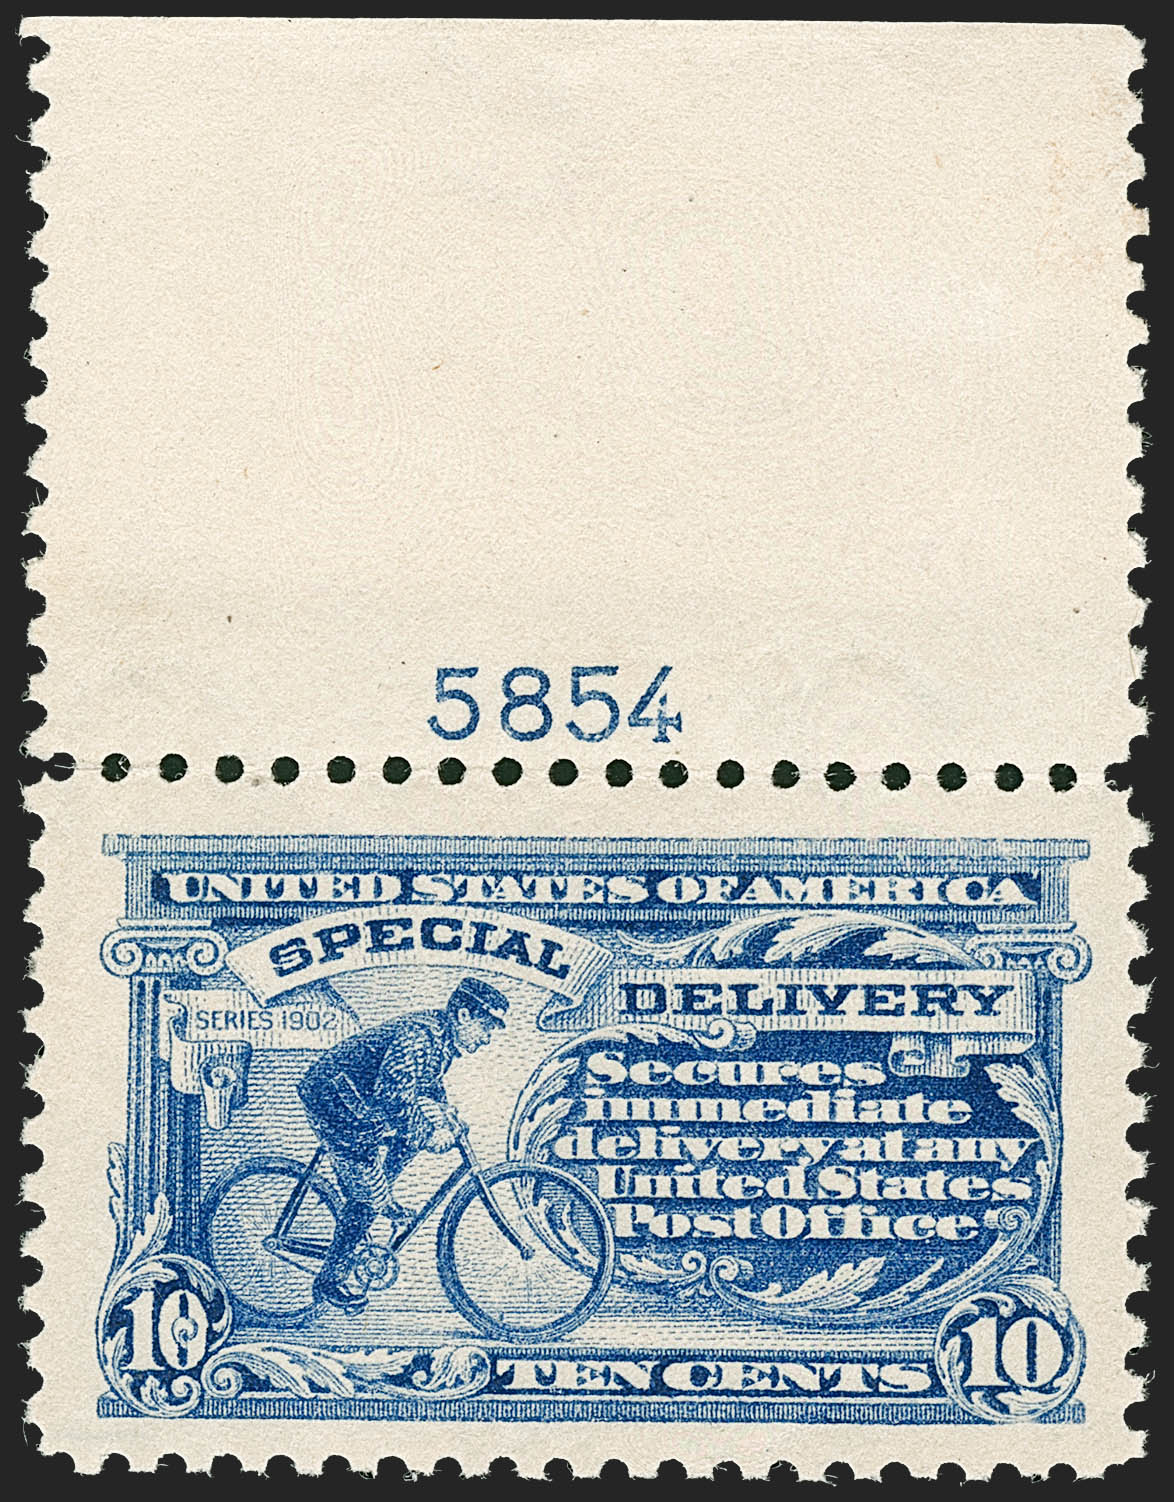 5854
UNITED STATES OF AMERICA
SPECIAL
DELIVERY
SERIES 1902
Secures
immediate
delivery at any
United States
Post Office
10
TEN CENTS
10